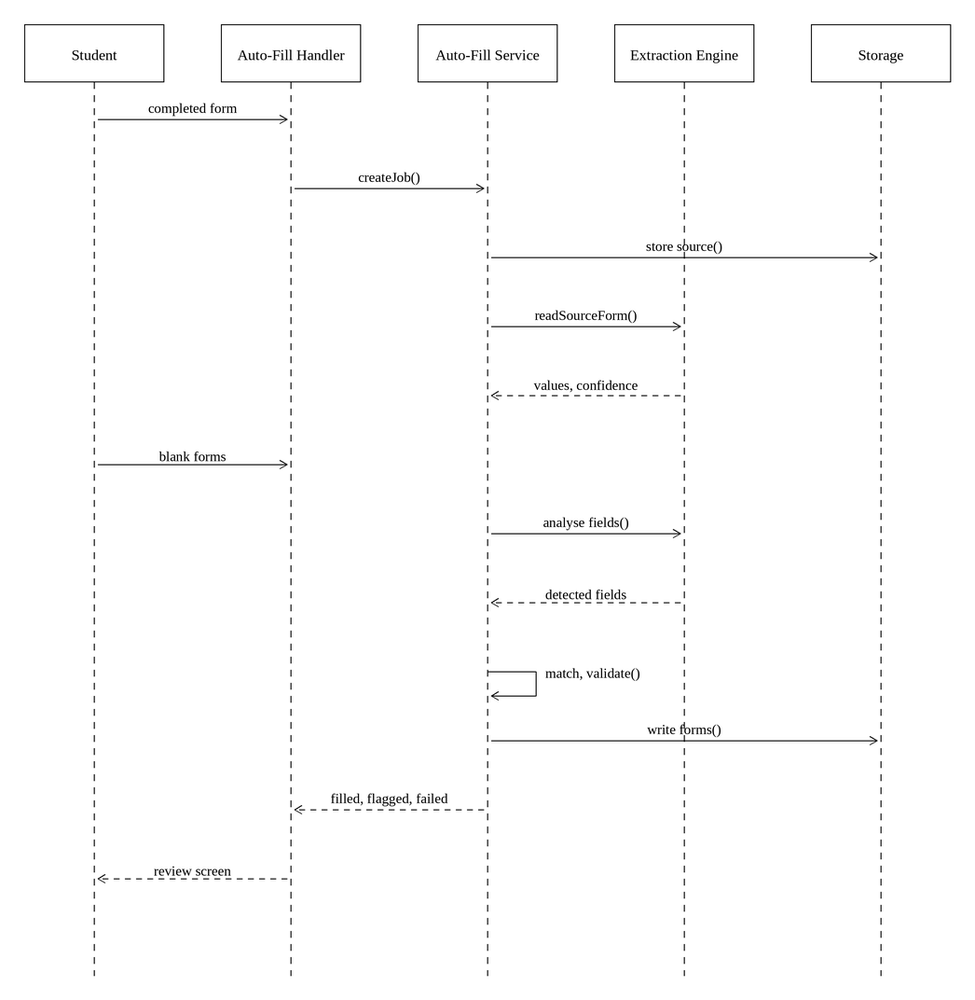 Student
Auto-Fill Handler
Auto-Fill Service
Extraction Engine
Storage
completed form
createJob()
store source()
readSourceForm()
values, confidence
blank forms
analyse fields()
detected fields
match, validate()
write forms()
filled, flagged, failed
review screen